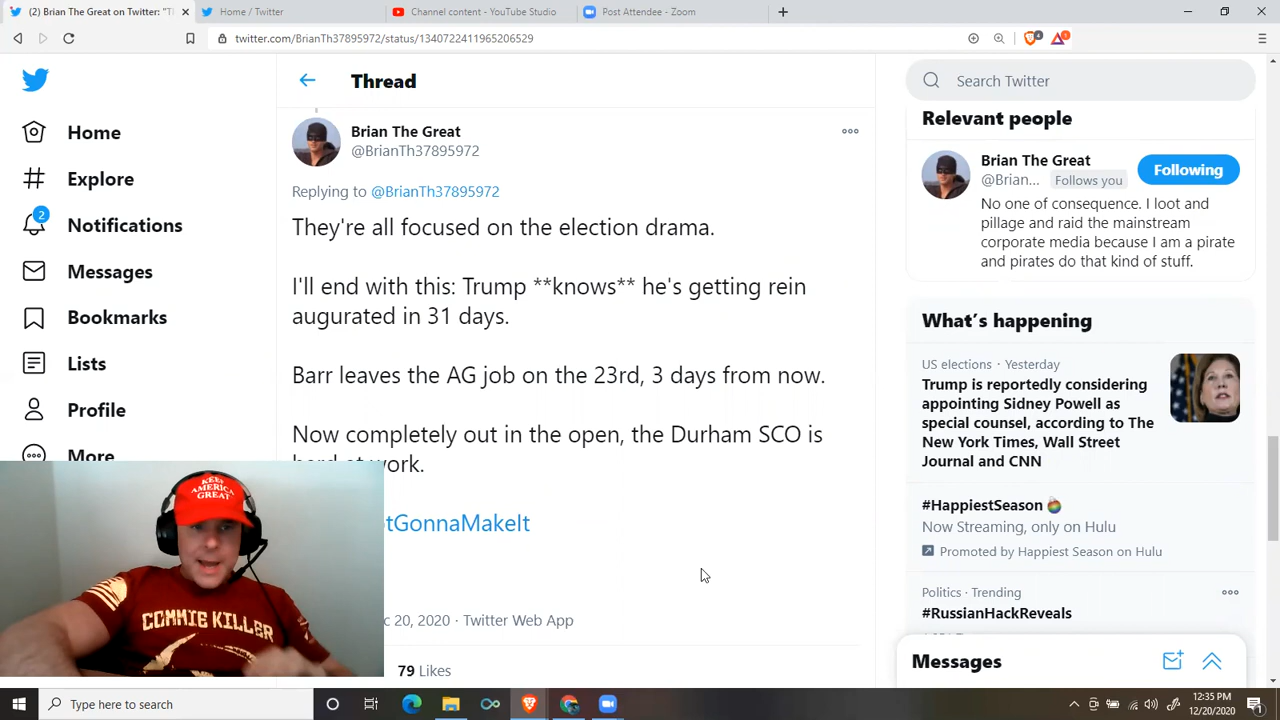 (2) Brian The Great on Twitter: "Tl
Home / Twitter
Channel content - YouTube Studio
Post Attendee - Zoom
twitter.com/BrianTh37895972/status/1340722411965206529
Home
Explore
2
Notifications
Messages
Bookmarks
Lists
Profile
More
Thread
Brian The Great
@BrianTh37895972
Replying to @BrianTh37895972
They're all focused on the election drama.
I'll end with this: Trump **knows** he's getting rein
augurated in 31 days.
Barr leaves the AG job on the 23rd, 3 days from now.
Now completely out in the open, the Durham SCO is
hard at work.
tGonnaMakeIt
c 20, 2020 · Twitter Web App
79 Likes
Search Twitter
Relevant people
Brian The Great
@Brian... Follows you
Following
No one of consequence. I loot and
pillage and raid the mainstream
corporate media because I am a pirate
and pirates do that kind of stuff.
What's happening
US elections · Yesterday
Trump is reportedly considering
appointing Sidney Powell as
special counsel, according to The
New York Times, Wall Street
Journal and CNN
#HappiestSeason
Now Streaming, only on Hulu
Promoted by Happiest Season on Hulu
Politics · Trending
#RussianHackReveals
Messages
KEEP
AMERICA
GREAT
COMMIE KILLER
Type here to search
12:35 PM
12/20/2020